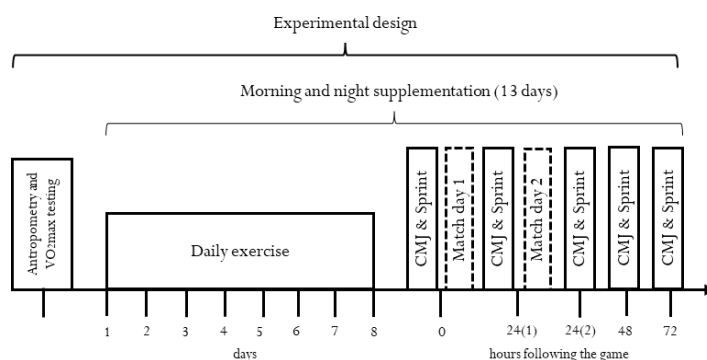 Experimental design
Morning and night supplementation (13 days)
Antropometry and
VO₂max testing
Daily exercise
CMJ & Sprint
Match day 1
CMJ & Sprint
Match day 2
CMJ & Sprint
CMJ & Sprint
CMJ & Sprint
1 2 3 4 5 6 7 8 0 24(1) 24(2) 48 72
days hours following the game